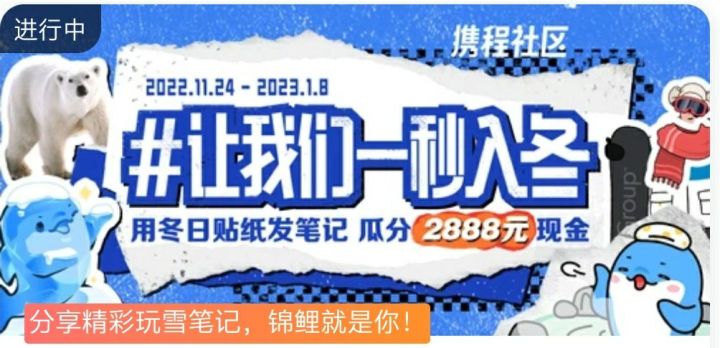 进行中
携程社区
2022.11.24 - 2023.1.8
#让我们一秒入冬
用冬日贴纸发笔记 瓜分2888元现金
Group™
分享精彩玩雪笔记，锦鲤就是你！